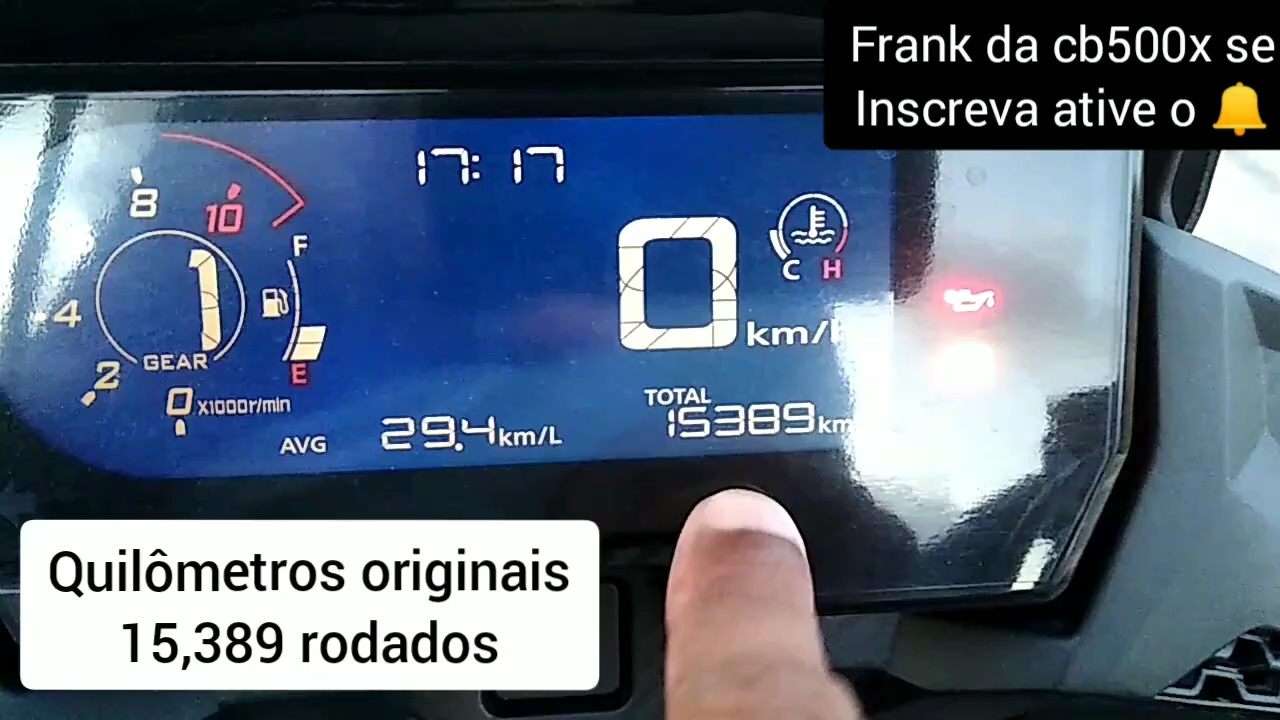 Frank da cb500x se
Inscreva ative o 🔔
17:17
8
10
F
1
C H
4
0
km/h
GEAR
2
E
0 X1000r/min
TOTAL
15389km
AVG
29.4km/L
Quilômetros originais
15,389 rodados